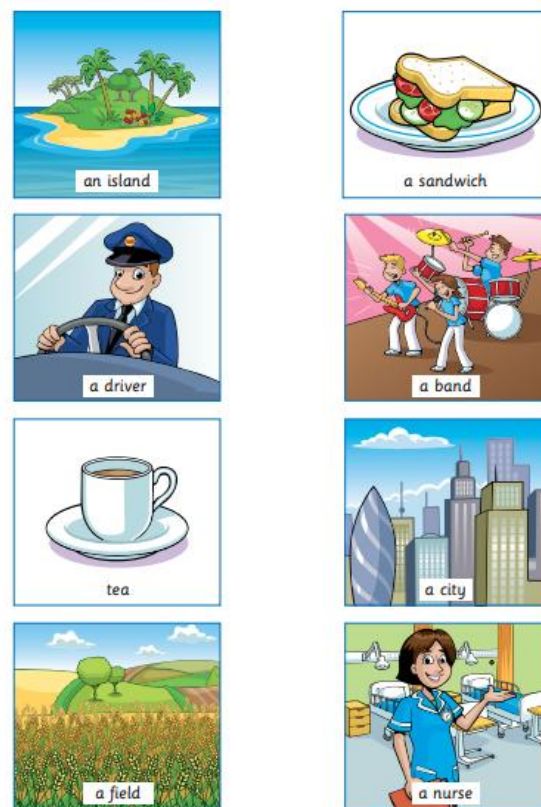 an island
a sandwich
a driver
a band
tea
a city
a field
a nurse